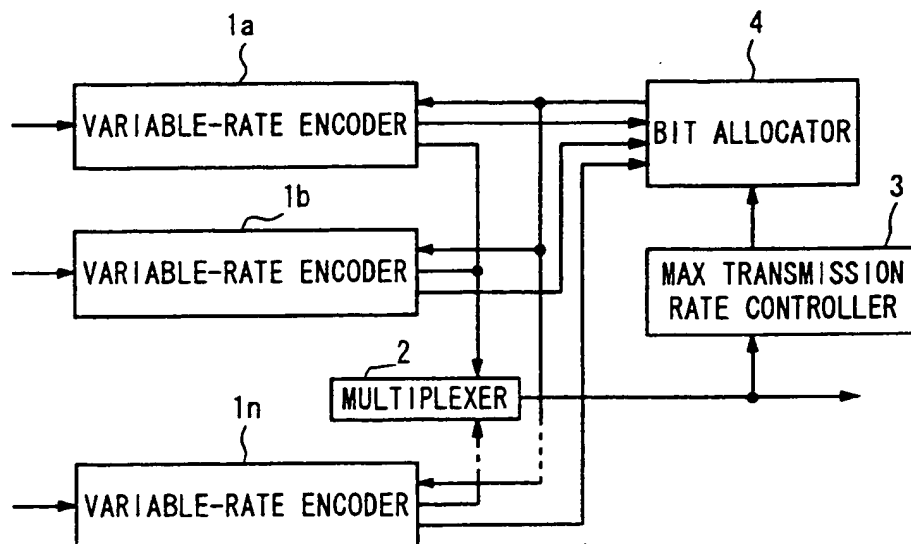 1a
4
VARIABLE-RATE ENCODER
BIT ALLOCATOR
1b
3
VARIABLE-RATE ENCODER
MAX TRANSMISSION
RATE CONTROLLER
2
MULTIPLEXER
1n
VARIABLE-RATE ENCODER